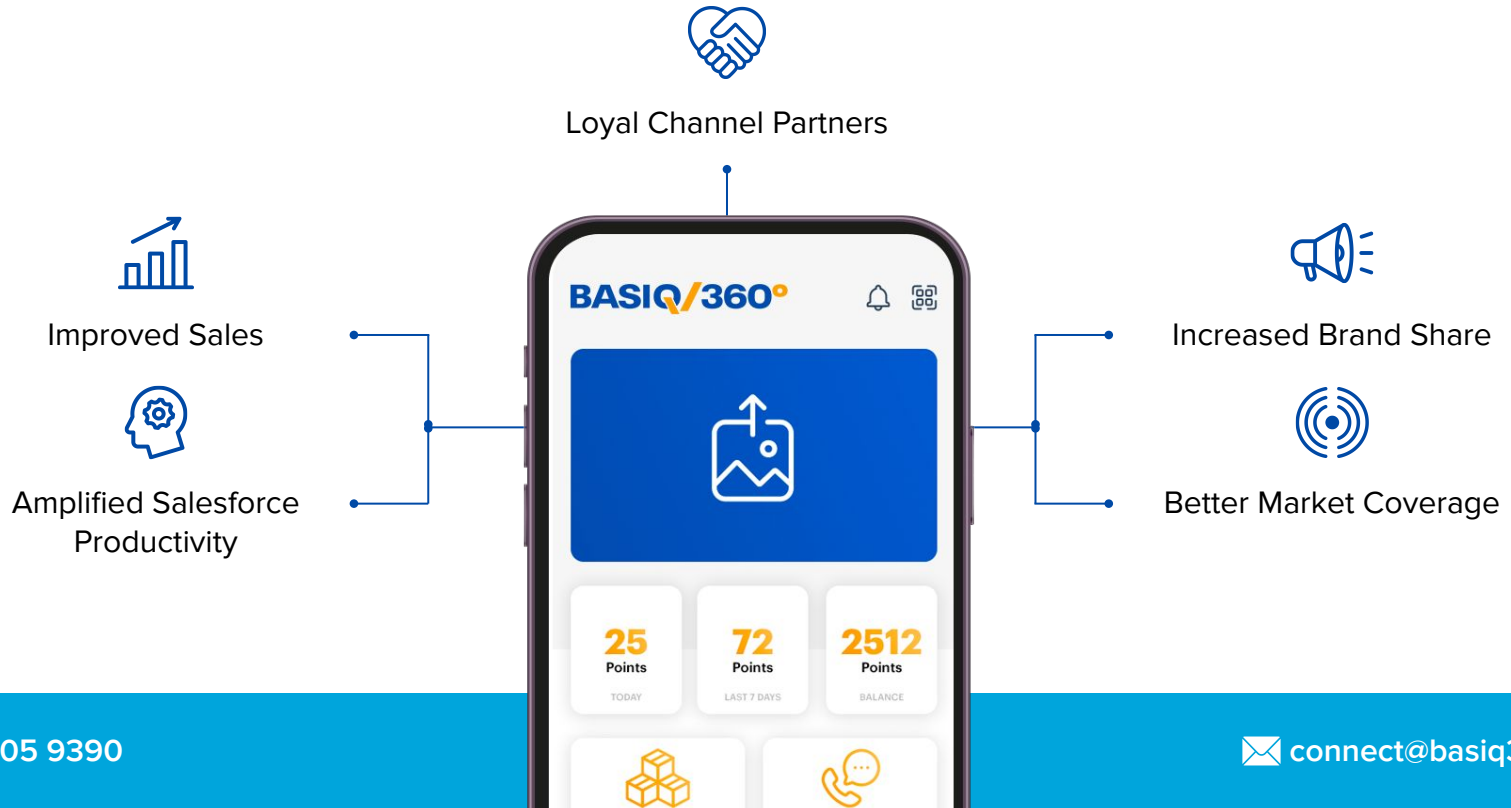 Loyal Channel Partners
Improved Sales
Amplified Salesforce
Productivity
BASIQ/360°
Increased Brand Share
Better Market Coverage
25
Points
TODAY
72
Points
LAST 7 DAYS
2512
Points
BALANCE
05 9390
connect@basiq3